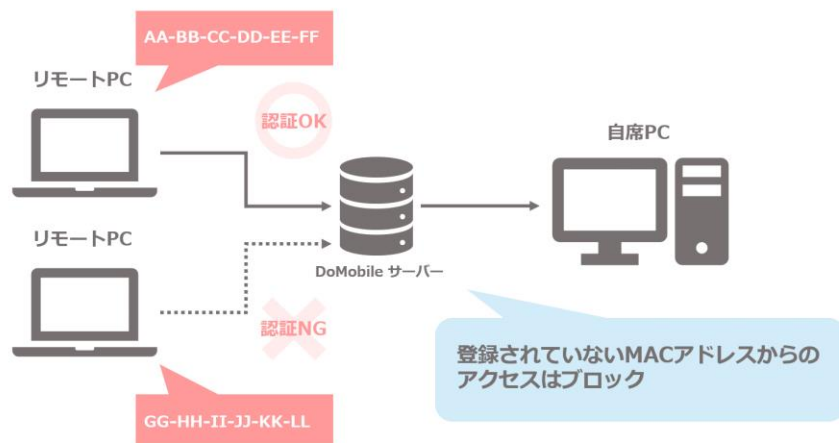 AA-BB-CC-DD-EE-FF
リモートPC
認証OK
自席PC
リモートPC
DoMobile サーバー
認証NG
登録されていないMACアドレスからの
アクセスはブロック
GG-HH-II-JJ-KK-LL